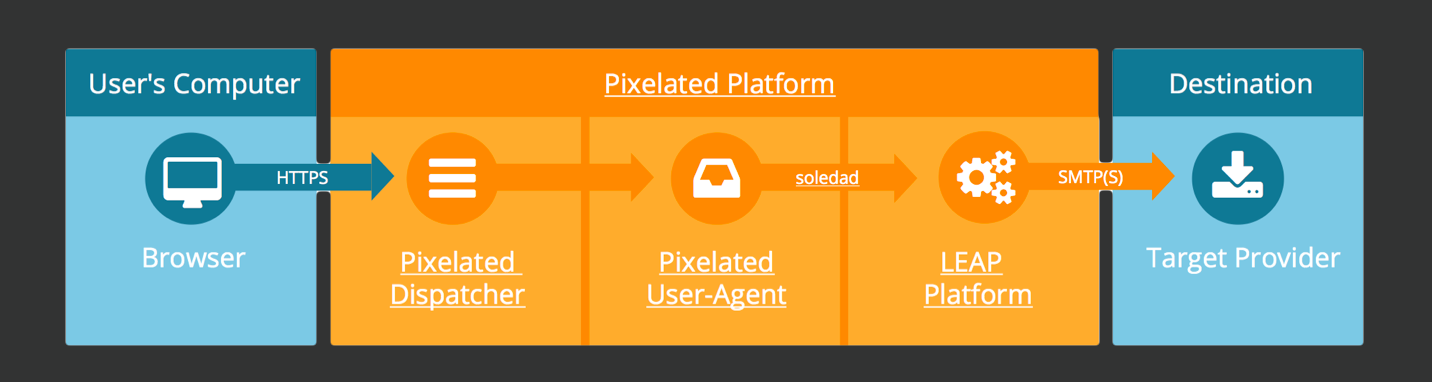 User's Computer
Pixelated Platform
Destination
HTTPS
soledad
SMTP(S)
Browser
Pixelated
Dispatcher
Pixelated
User-Agent
LEAP
Platform
Target Provider